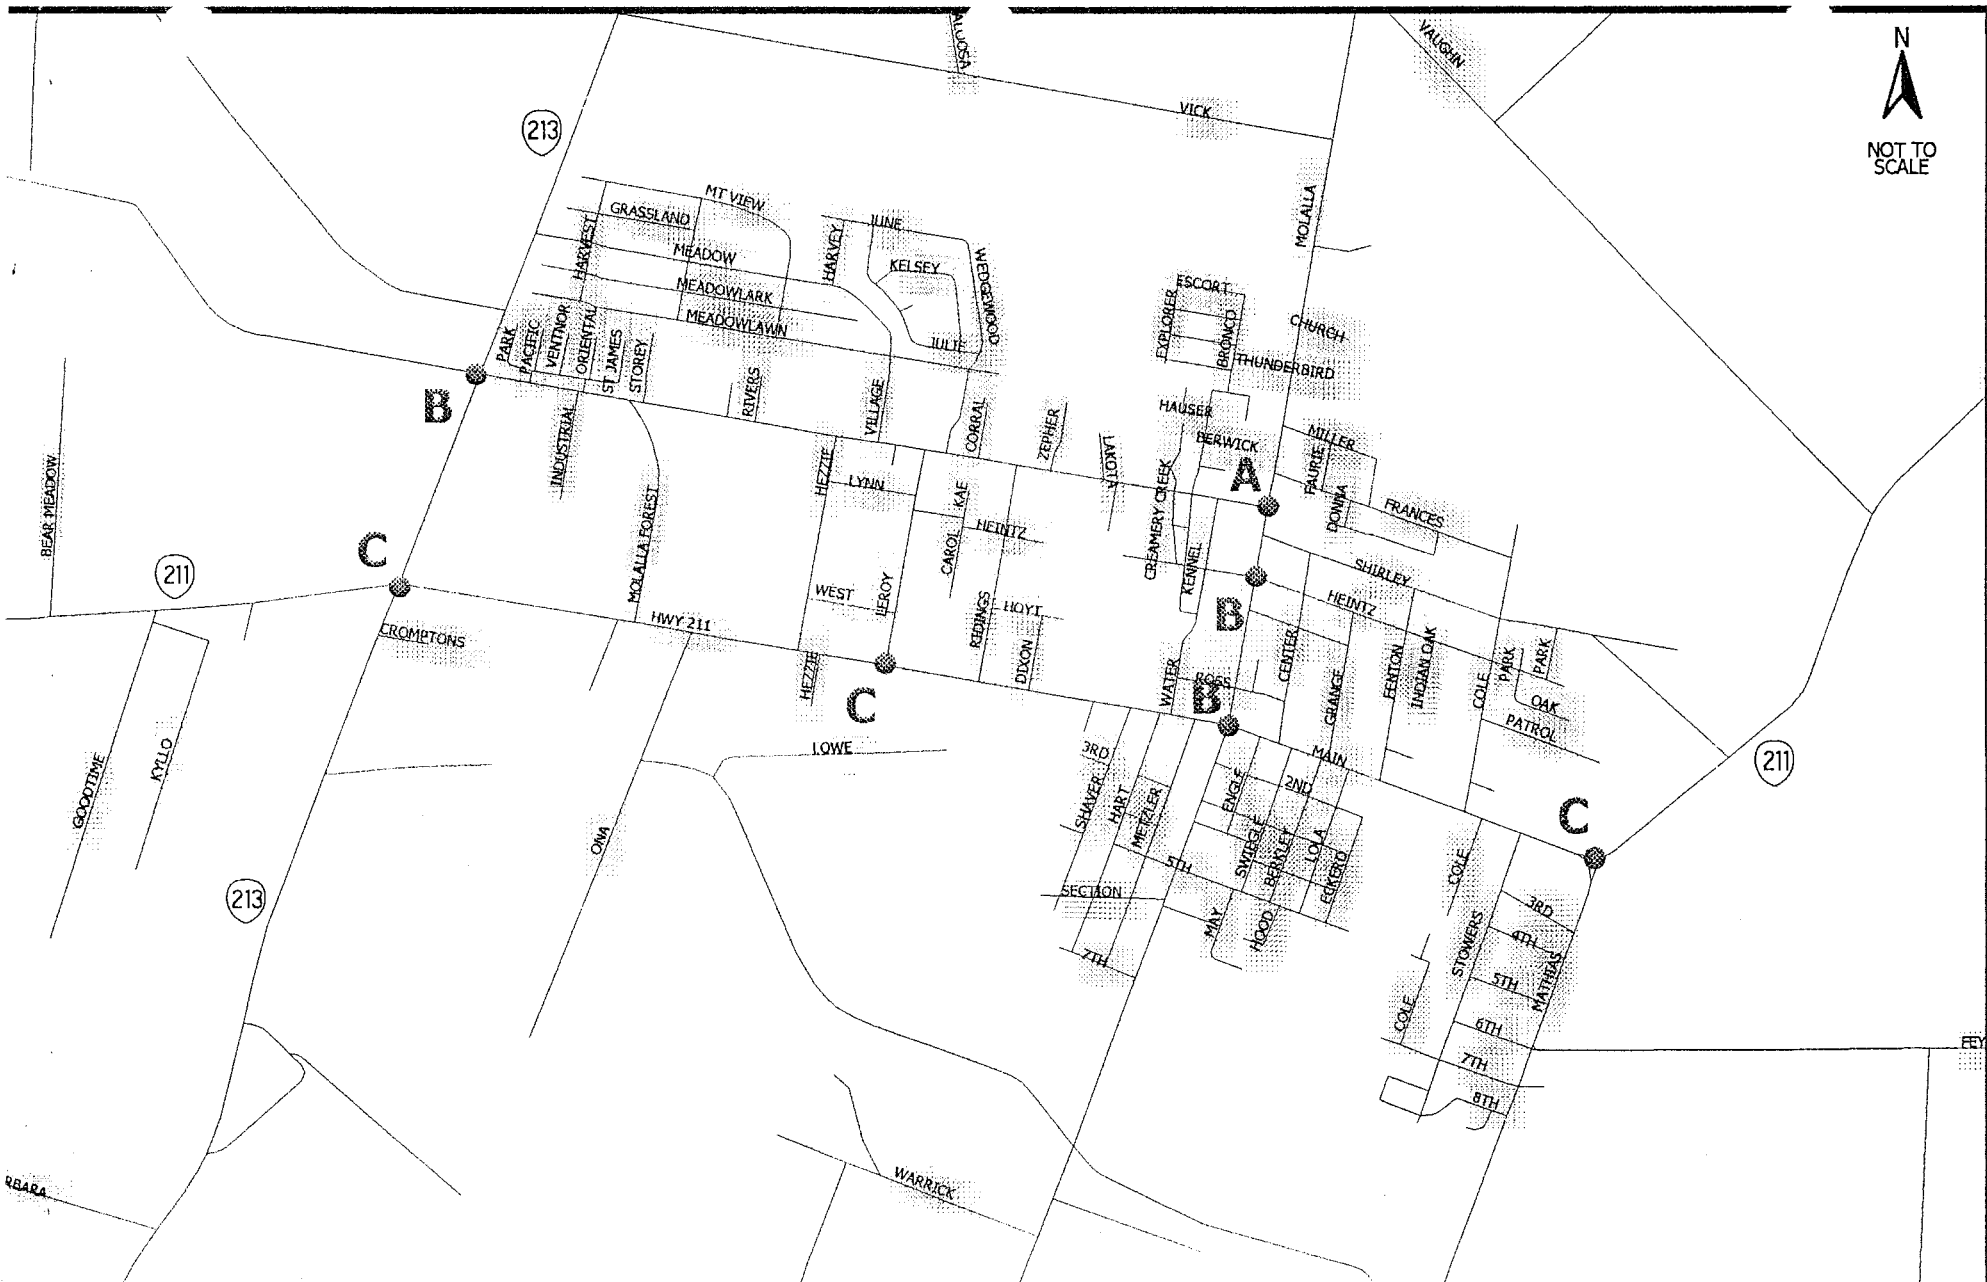 N
NOT TO
SCALE
VAUGHN
VICK
213
MOLALLA
MT VIEW
GRASSLAND
HARVEST
MEADOW
MEADOWLARK
MEADOWLAWN
HARVEY
JUNE
KELSEY
WEDGEWOOD
JULIE
ESCORT
EXPLORER
BRONCO
CHURCH
THUNDERBIRD
PARK
PACIFIC
VENTNOR
ORIENTAL
ST JAMES
STOREY
RIVERS
VILLAGE
CORRAL
ZEPHER
LAKOTA
HAUSER
BERWICK
MILLER
FAURIE
DONNA
FRANCES
B
A
INDUSTRIAL
BEAR MEADOW
HEZZIE
LYNN
KAE
HEINTZ
CAROL
MOLALLA FOREST
CREAMERY CREEK
KENNEL
SHIRLEY
HEINTZ
C
211
WEST
LEROY
RIDINGS
HOYT
DIXON
B
CENTER
GRANGE
FENTON
INDIAN OAK
COLE
PARK
PARK
OAK
PATROL
CROMPTONS
HWY 211
HEZZIE
C
WATER
ROSS
B
MAIN
211
LOWE
GOODTIME
KYLLO
ONA
3RD
SHAVER
HART
METZLER
ENGLE
2ND
SWIEGLE
BERKLEY
LOLA
ECKERD
5TH
SECTION
MAY
HOOD
7TH
C
COLE
STOWERS
3RD
4TH
5TH
MATHIAS
COLE
6TH
7TH
8TH
213
WARRICK